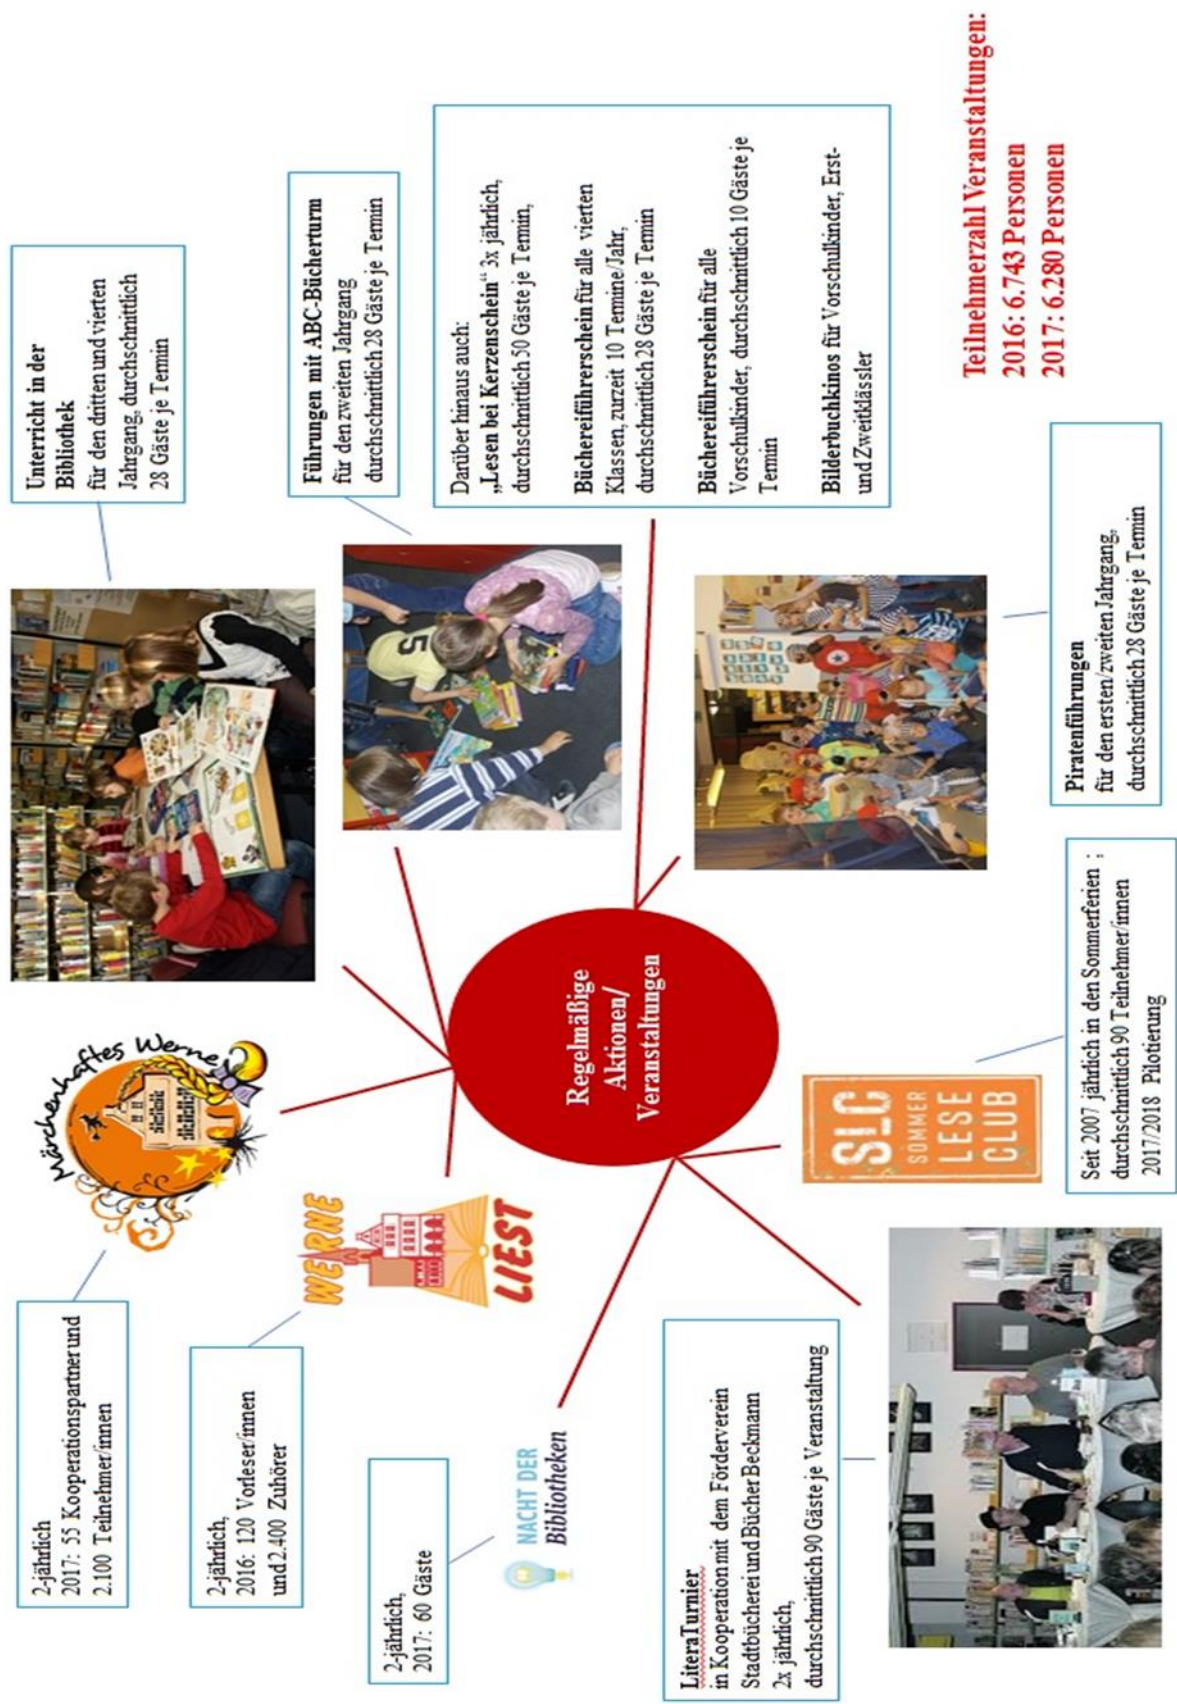 2-jährlich
2017: 55 Kooperationspartner und
2.100 Teilnehmer/innen
Märchenhaftes Werne
Unterricht in der
Bibliothek
für den dritten und vierten
Jahrgang, durchschnittlich
28 Gäste je Termin
2-jährlich,
2016: 120 Vorleser/innen
und 2.400 Zuhörer
WERNE
LIEST
Führungen mit ABC-Bücherturm
für den zweiten Jahrgang
durchschnittlich 28 Gäste je Termin
5
2-jährlich,
2017: 60 Gäste
NACHT DER
Bibliotheken
Regelmäßige
Aktionen/
Veranstaltungen
Darüber hinaus auch:
„Lesen bei Kerzenschein“ 3x jährlich,
durchschnittlich 50 Gäste je Termin,
Büchereiführerschein für alle vierten
Klassen, zurzeit 10 Termine/Jahr,
durchschnittlich 28 Gäste je Termin
Büchereiführerschein für alle
Vorschulkinder, durchschnittlich 10 Gäste je
Termin
Bilderbuchkinos für Vorschulkinder, Erst-
und Zweitklässler
LiteraTurnier
in Kooperation mit dem Förderverein
Stadtbücherei und Bücher Beckmann
2x jährlich,
durchschnittlich 90 Gäste je Veranstaltung
SLC
SOMMER
LESE
CLUB
Seit 2007 jährlich in den Sommerferien ;
durchschnittlich 90 Teilnehmer/innen
2017/2018 Pilotierung
Piratenführungen
für den ersten/zweiten Jahrgang,
durchschnittlich 28 Gäste je Termin
Teilnehmerzahl Veranstaltungen:
2016: 6.743 Personen
2017: 6.280 Personen